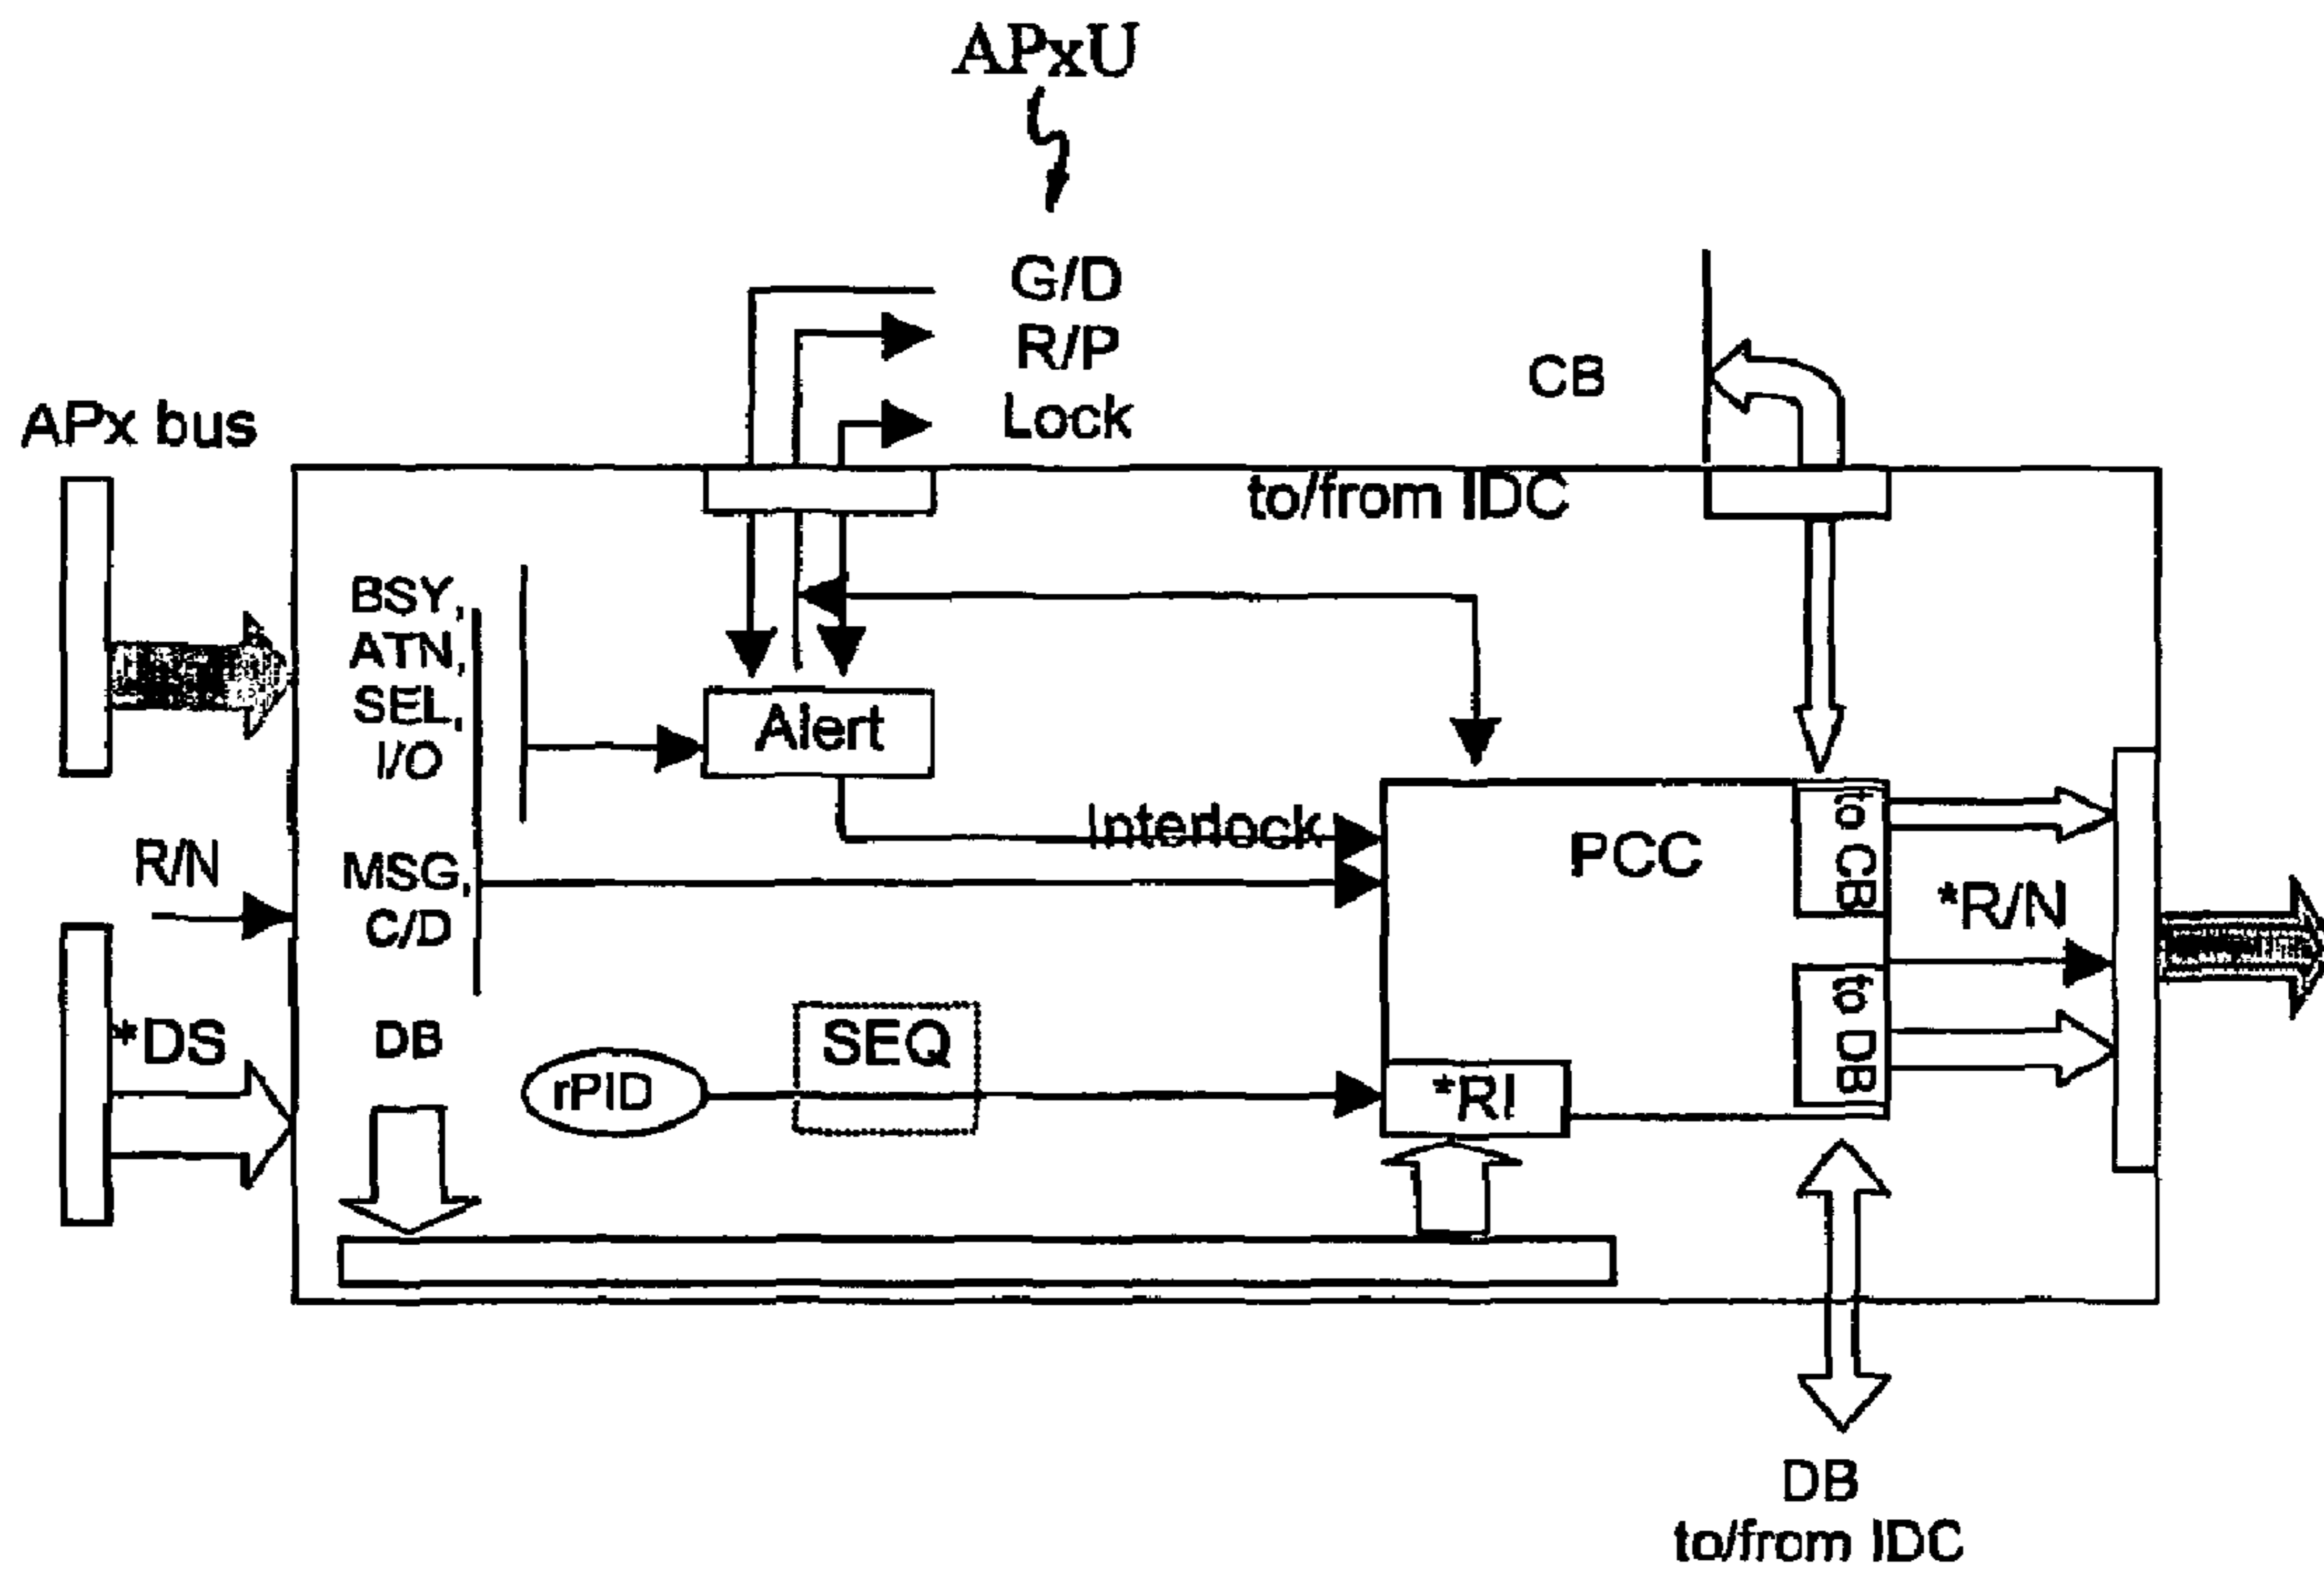 APxU
G/D
R/P
Lock
CB
APx bus
to/from IDC
BSY,
ATN,
SEL,
I/O
Alert
Interlock
PCC
to CB
R/N
MSG,
C/D
*R/N
to DB
*DS
DB
SEQ
rPID
*RI
DB
to/from IDC